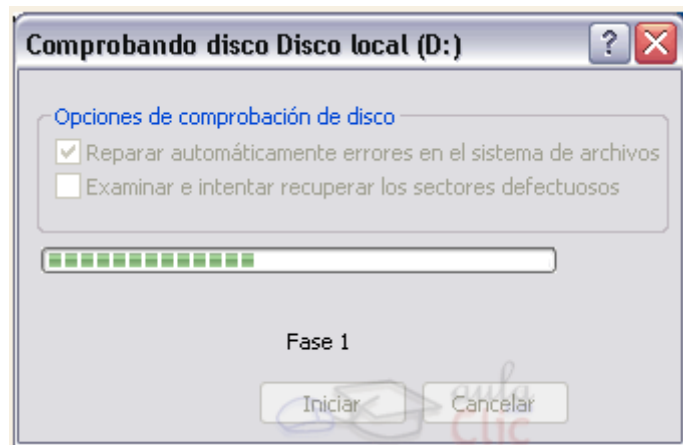 Comprobando disco Disco local (D:)
?
Opciones de comprobación de disco
Reparar automáticamente errores en el sistema de archivos
Examinar e intentar recuperar los sectores defectuosos
Fase 1
Iniciar Cancelar
aula
Clic